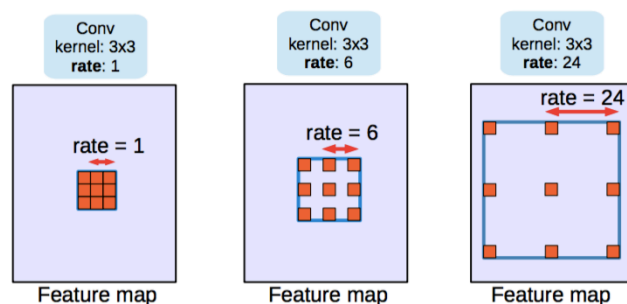 Conv
kernel: 3x3
rate: 1
Conv
kernel: 3x3
rate: 6
Conv
kernel: 3x3
rate: 24
rate = 1
rate = 6
rate = 24
Feature map
Feature map
Feature map